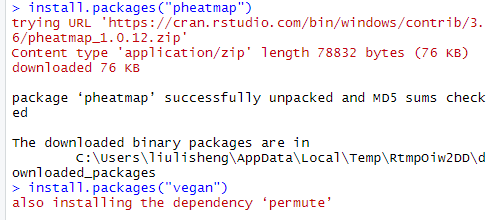 > install.packages("pheatmap")
trying URL 'https://cran.rstudio.com/bin/windows/contrib/3.
6/pheatmap_1.0.12.zip'
Content type 'application/zip' length 78832 bytes (76 KB)
downloaded 76 KB

package ‘pheatmap’ successfully unpacked and MD5 sums check
ed

The downloaded binary packages are in
        C:\Users\liulisheng\AppData\Local\Temp\RtmpOiw2DD\d
ownloaded_packages
> install.packages("vegan")
also installing the dependency ‘permute’